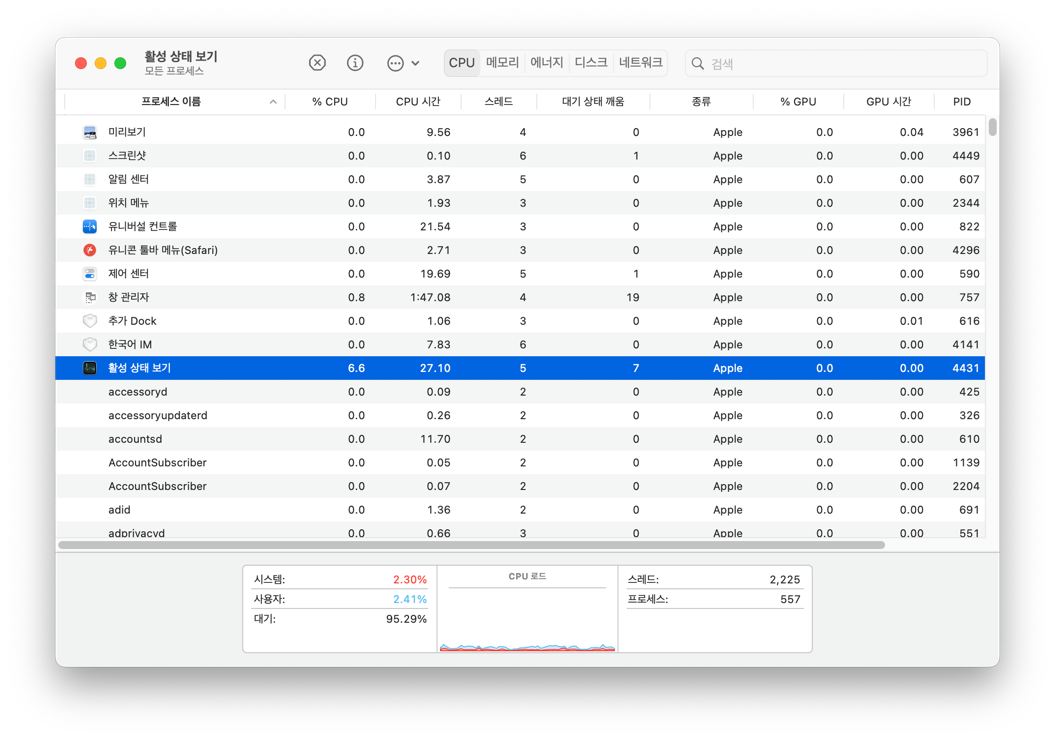 활성 상태 보기
모든 프로세스
CPU 메모리 에너지 디스크 네트워크 검색
프로세스 이름 % CPU CPU 시간 스레드 대기 상태 깨움 종류 % GPU GPU 시간 PID
미리보기 0.0 9.56 4 0 Apple 0.0 0.04 3961
스크린샷 0.0 0.10 6 1 Apple 0.0 0.00 4449
알림 센터 0.0 3.87 5 0 Apple 0.0 0.00 607
위치 메뉴 0.0 1.93 3 0 Apple 0.0 0.00 2344
유니버설 컨트롤 0.0 21.54 3 0 Apple 0.0 0.00 822
유니콘 툴바 메뉴(Safari) 0.0 2.71 3 0 Apple 0.0 0.00 4296
제어 센터 0.0 19.69 5 1 Apple 0.0 0.00 590
창 관리자 0.8 1:47.08 4 19 Apple 0.0 0.00 757
추가 Dock 0.0 1.06 3 0 Apple 0.0 0.01 616
한국어 IM 0.0 7.83 6 0 Apple 0.0 0.00 4141
활성 상태 보기 6.6 27.10 5 7 Apple 0.0 0.00 4431
accessoryd 0.0 0.09 2 0 Apple 0.0 0.00 425
accessoryupdaterd 0.0 0.26 2 0 Apple 0.0 0.00 326
accountsd 0.0 11.70 2 0 Apple 0.0 0.00 610
AccountSubscriber 0.0 0.05 2 0 Apple 0.0 0.00 1139
AccountSubscriber 0.0 0.07 2 0 Apple 0.0 0.00 2204
adid 0.0 1.36 2 0 Apple 0.0 0.00 691
adprivacyd 0.0 0.66 3 0 Apple 0.0 0.00 551
시스템: 2.30%
사용자: 2.41%
대기: 95.29%
CPU 로드
스레드: 2,225
프로세스: 557